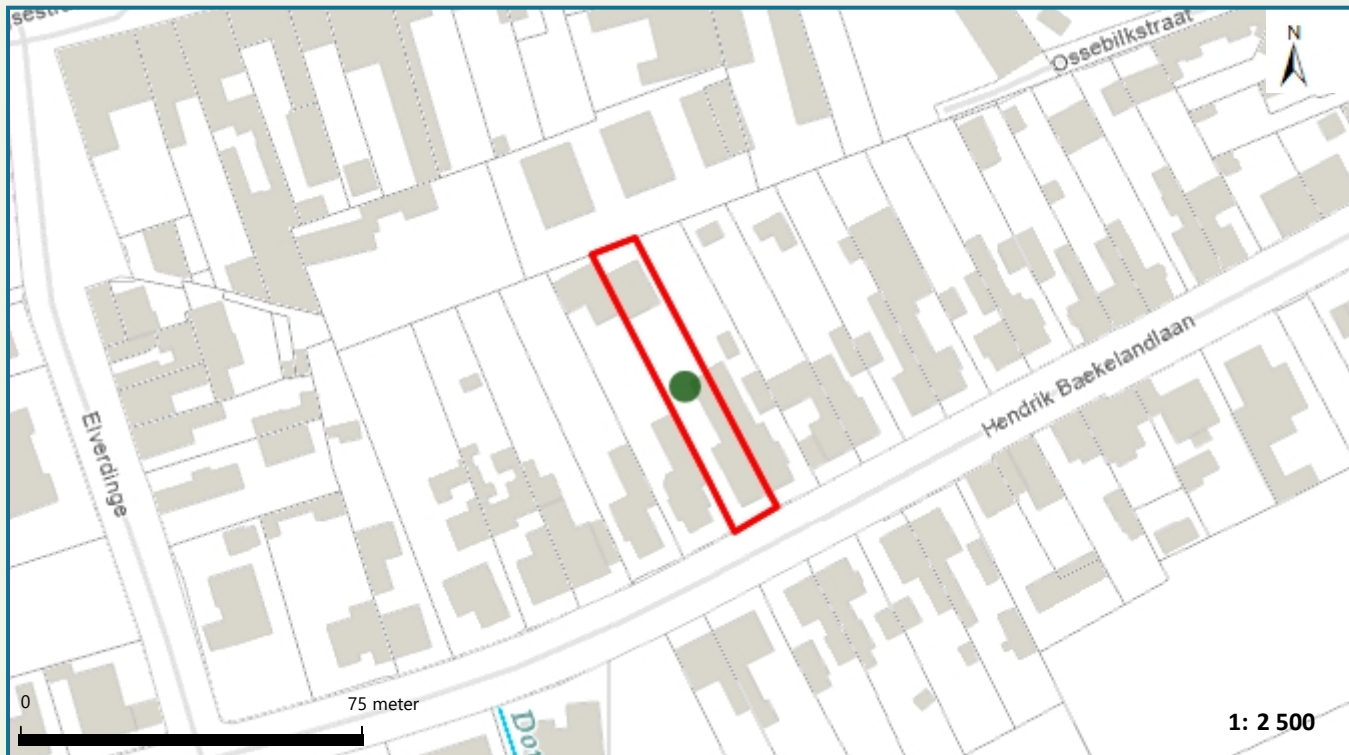 Ossebilkstraat
N
Hendrik Baekelandlaan
Elverdinge
0 75 meter
1: 2 500